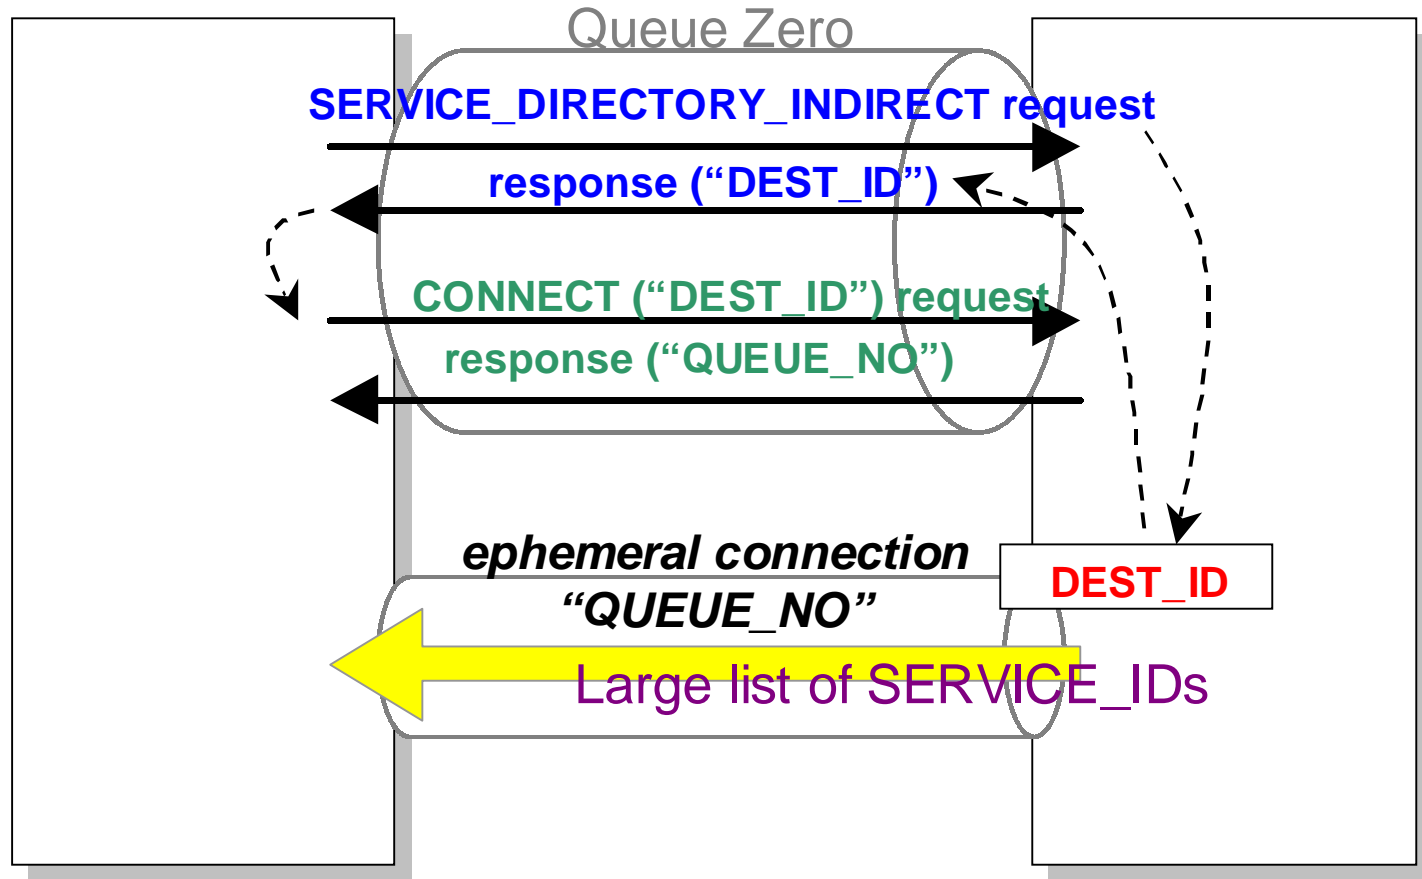 Queue Zero
SERVICE_DIRECTORY_INDIRECT request
response (“DEST_ID”)
CONNECT (“DEST_ID”) request
response (“QUEUE_NO”)
ephemeral connection
“QUEUE_NO”
DEST_ID
Large list of SERVICE_IDs